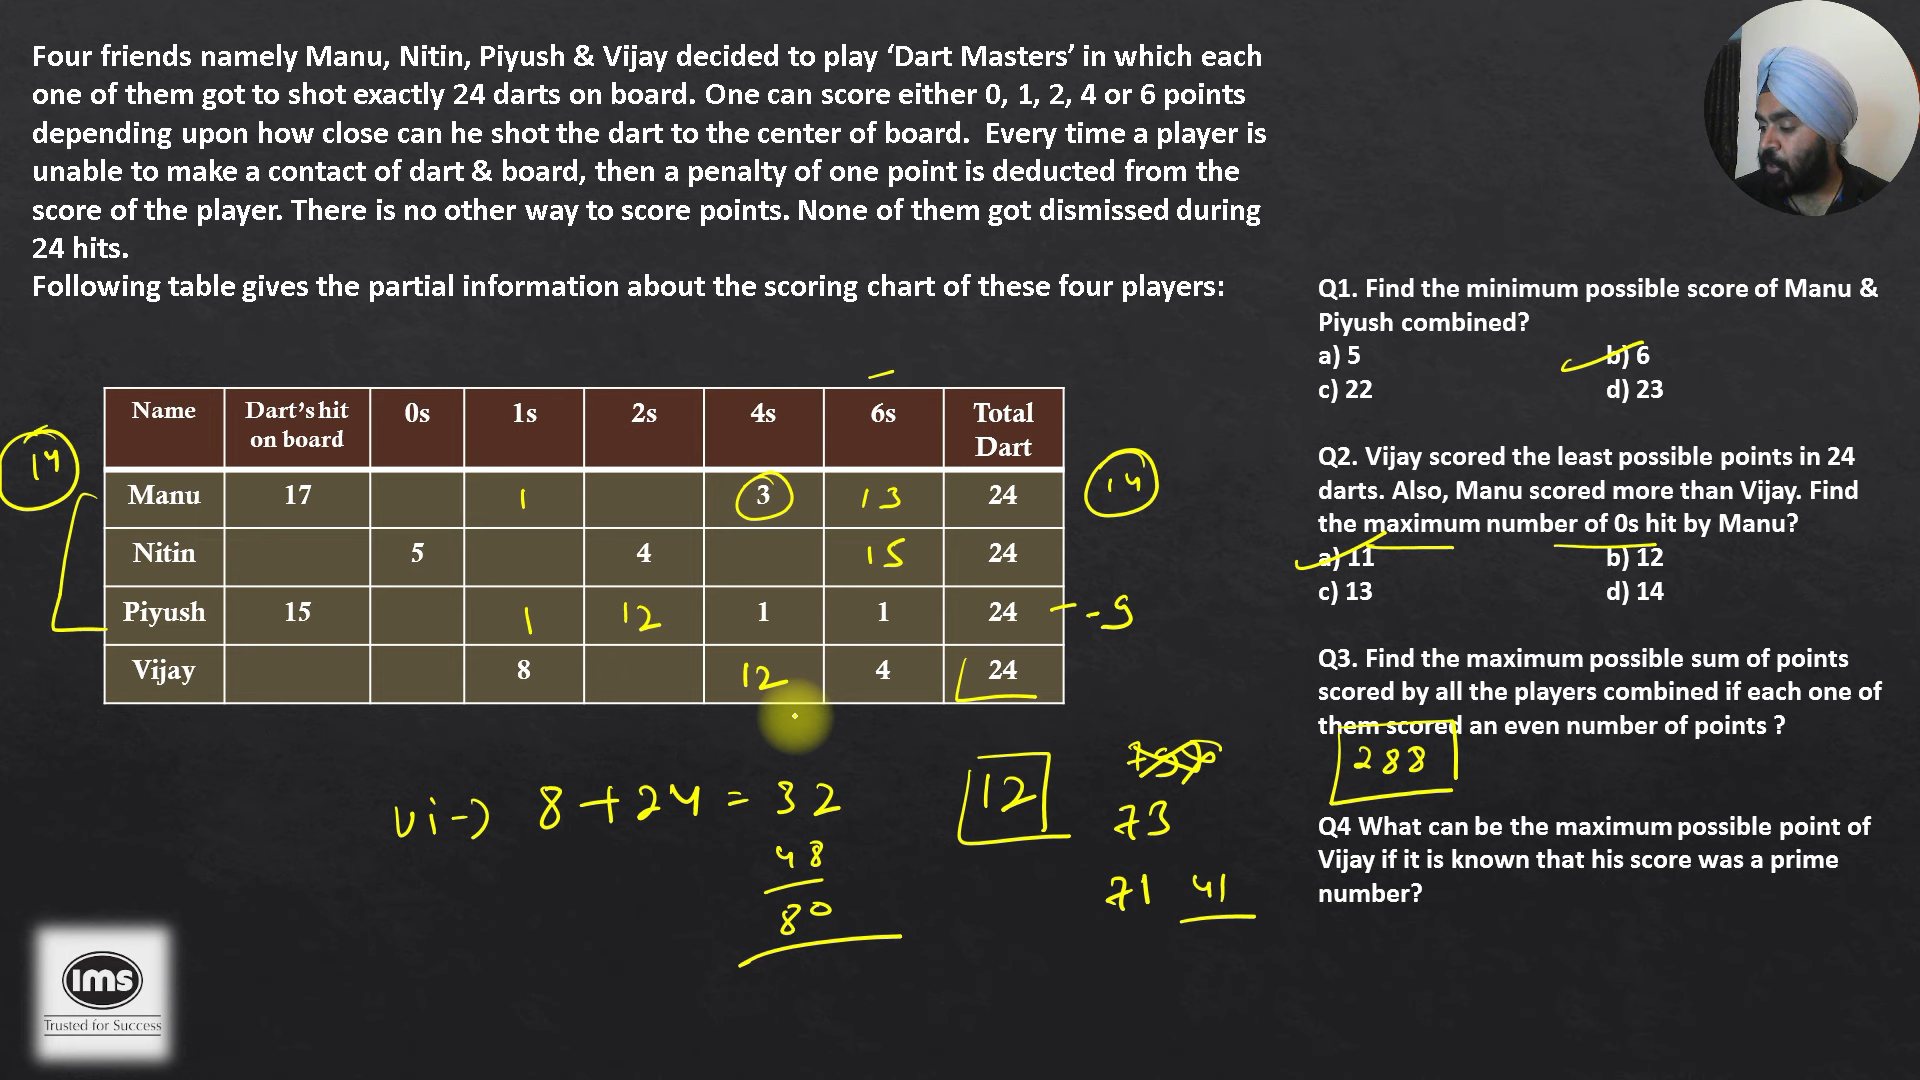 Four friends namely Manu, Nitin, Piyush & Vijay decided to play ‘Dart Masters’ in which each
one of them got to shot exactly 24 darts on board. One can score either 0, 1, 2, 4 or 6 points
depending upon how close can he shot the dart to the center of board.  Every time a player is
unable to make a contact of dart & board, then a penalty of one point is deducted from the
score of the player. There is no other way to score points. None of them got dismissed during
24 hits.
Following table gives the partial information about the scoring chart of these four players:
Name Dart’s hit on board 0s 1s 2s 4s 6s Total Dart
14
Manu 17 1 3 13 24 14
Nitin 5 4 15 24
Piyush 15 1 12 1 1 24 -9
Vijay 8 12 4 24
vi-> 8+24 = 32
48
80
12
73
71 41
Q1. Find the minimum possible score of Manu &
Piyush combined?
a) 5 b) 6
c) 22 d) 23
Q2. Vijay scored the least possible points in 24
darts. Also, Manu scored more than Vijay. Find
the maximum number of 0s hit by Manu?
a) 11 b) 12
c) 13 d) 14
Q3. Find the maximum possible sum of points
scored by all the players combined if each one of
them scored an even number of points ?
288
Q4 What can be the maximum possible point of
Vijay if it is known that his score was a prime
number?
ims
Trusted for Success